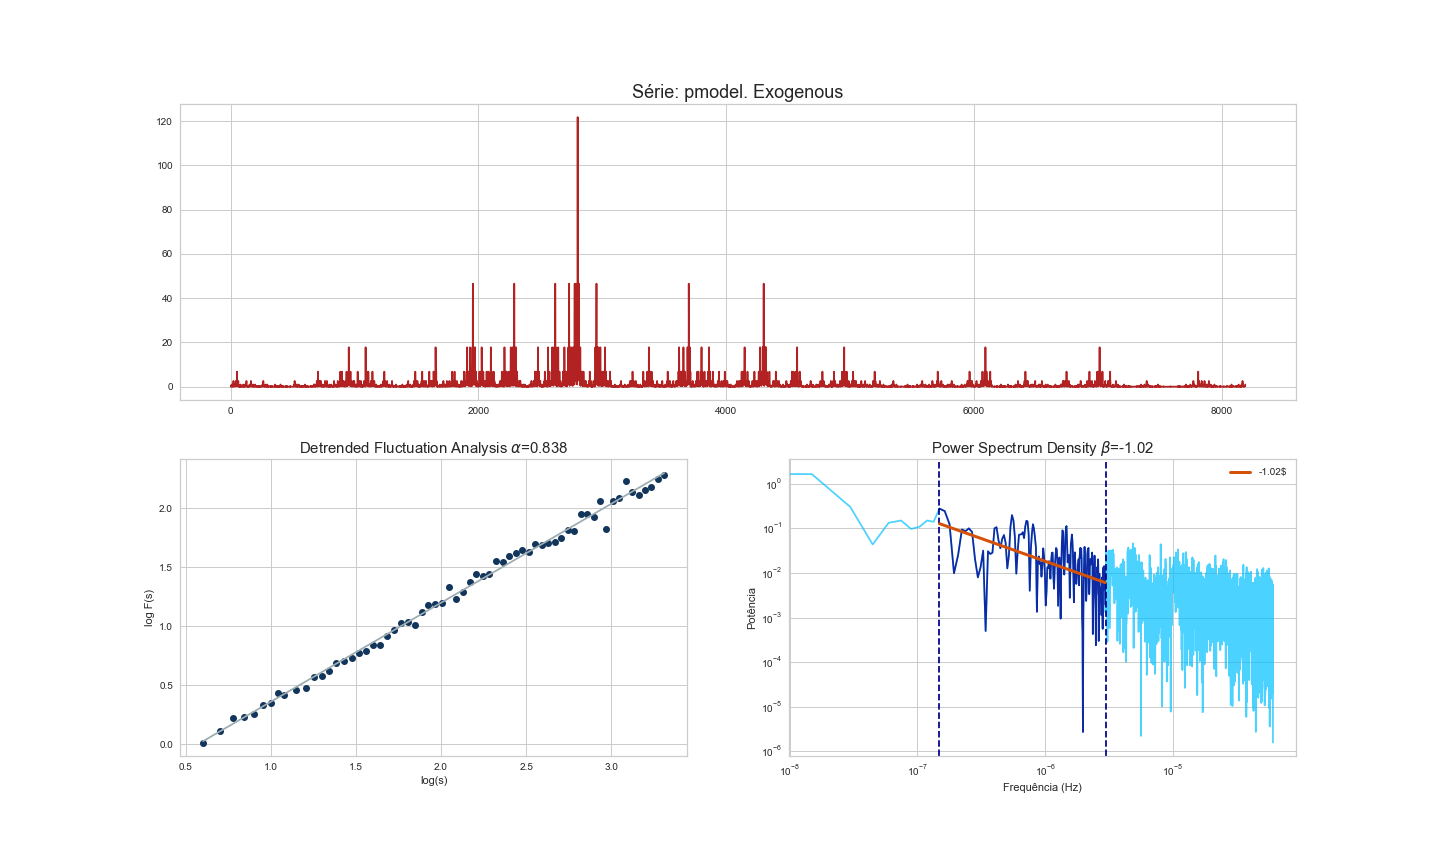 Série: pmodel. Exogenous
120
100
80
60
40
20
0
0 2000 4000 6000 8000
Detrended Fluctuation Analysis α=0.838
log F(s)
2.0
1.5
1.0
0.5
0.0
0.5 1.0 1.5 2.0 2.5 3.0
log(s)
Power Spectrum Density β=-1.02
-1.02$
Potência
10⁰
10⁻¹
10⁻²
10⁻³
10⁻⁴
10⁻⁵
10⁻⁶
10⁻⁸ 10⁻⁷ 10⁻⁶ 10⁻⁵
Frequência (Hz)